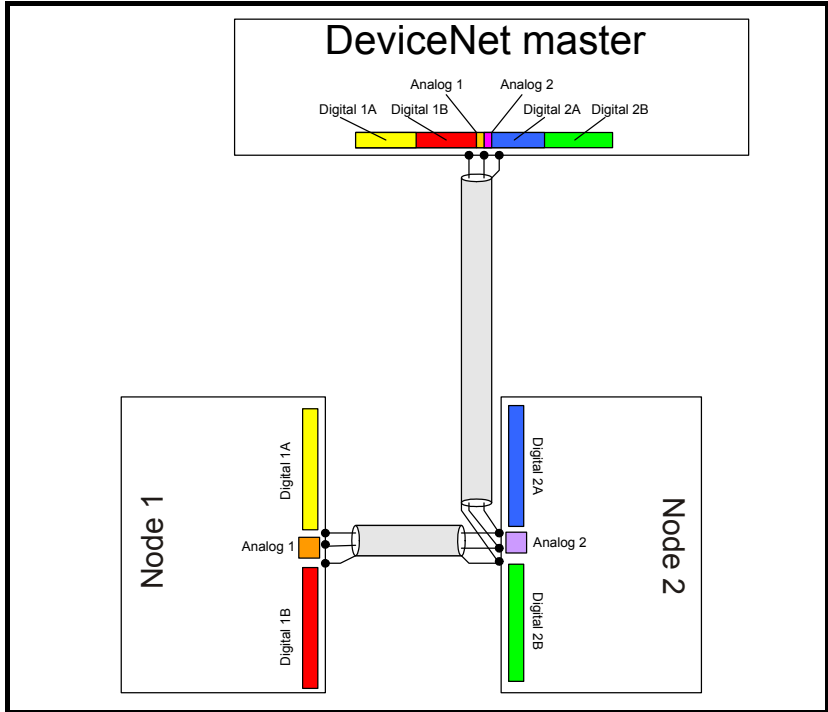 DeviceNet master
Analog 1
Analog 2
Digital 1A
Digital 1B
Digital 2A
Digital 2B
Node 1
Digital 1A
Analog 1
Digital 1B
Digital 2A
Analog 2
Digital 2B
Node 2